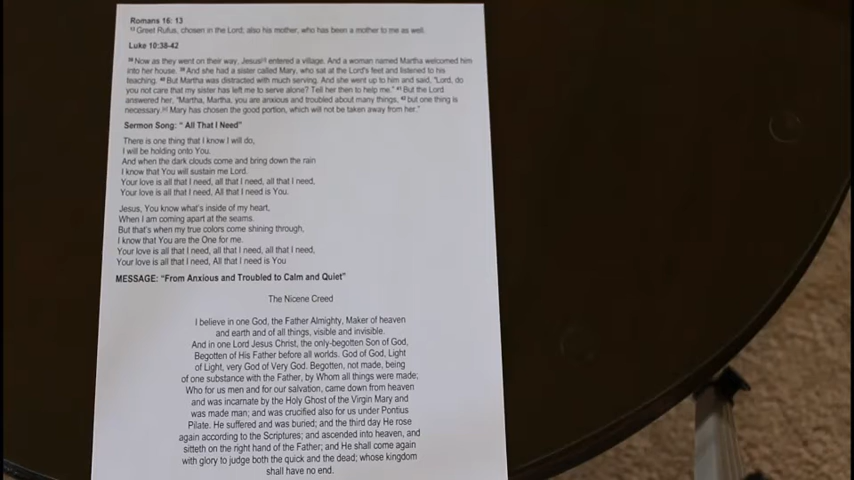 Romans 16: 13
13 Greet Rufus, chosen in the Lord; also his mother, who has been a mother to me as well.
Luke 10:38-42
38 Now as they went on their way, Jesus[i] entered a village. And a woman named Martha welcomed him
into her house. 39 And she had a sister called Mary, who sat at the Lord's feet and listened to his
teaching. 40 But Martha was distracted with much serving. And she went up to him and said, "Lord, do
you not care that my sister has left me to serve alone? Tell her then to help me." 41 But the Lord
answered her, "Martha, Martha, you are anxious and troubled about many things, 42 but one thing is
necessary. Mary has chosen the good portion, which will not be taken away from her."
Sermon Song: " All That I Need"
There is one thing that I know I will do,
I will be holding onto You.
And when the dark clouds come and bring down the rain
I know that You will sustain me Lord.
Your love is all that I need, all that I need, all that I need,
Your love is all that I need, All that I need is You.
Jesus, You know what's inside of my heart,
When I am coming apart at the seams.
But that's when my true colors come shining through,
I know that You are the One for me.
Your love is all that I need, all that I need, all that I need,
Your love is all that I need, All that I need is You
MESSAGE: "From Anxious and Troubled to Calm and Quiet"
The Nicene Creed
I believe in one God, the Father Almighty, Maker of heaven
and earth and of all things, visible and invisible.
And in one Lord Jesus Christ, the only-begotten Son of God,
Begotten of His Father before all worlds. God of God, Light
of Light, very God of Very God. Begotten, not made, being
of one substance with the Father, by Whom all things were made;
Who for us men and for our salvation, came down from heaven
and was incarnate by the Holy Ghost of the Virgin Mary and
was made man; and was crucified also for us under Pontius
Pilate. He suffered and was buried; and the third day He rose
again according to the Scriptures; and ascended into heaven, and
sitteth on the right hand of the Father; and He shall come again
with glory to judge both the quick and the dead; whose kingdom
shall have no end.